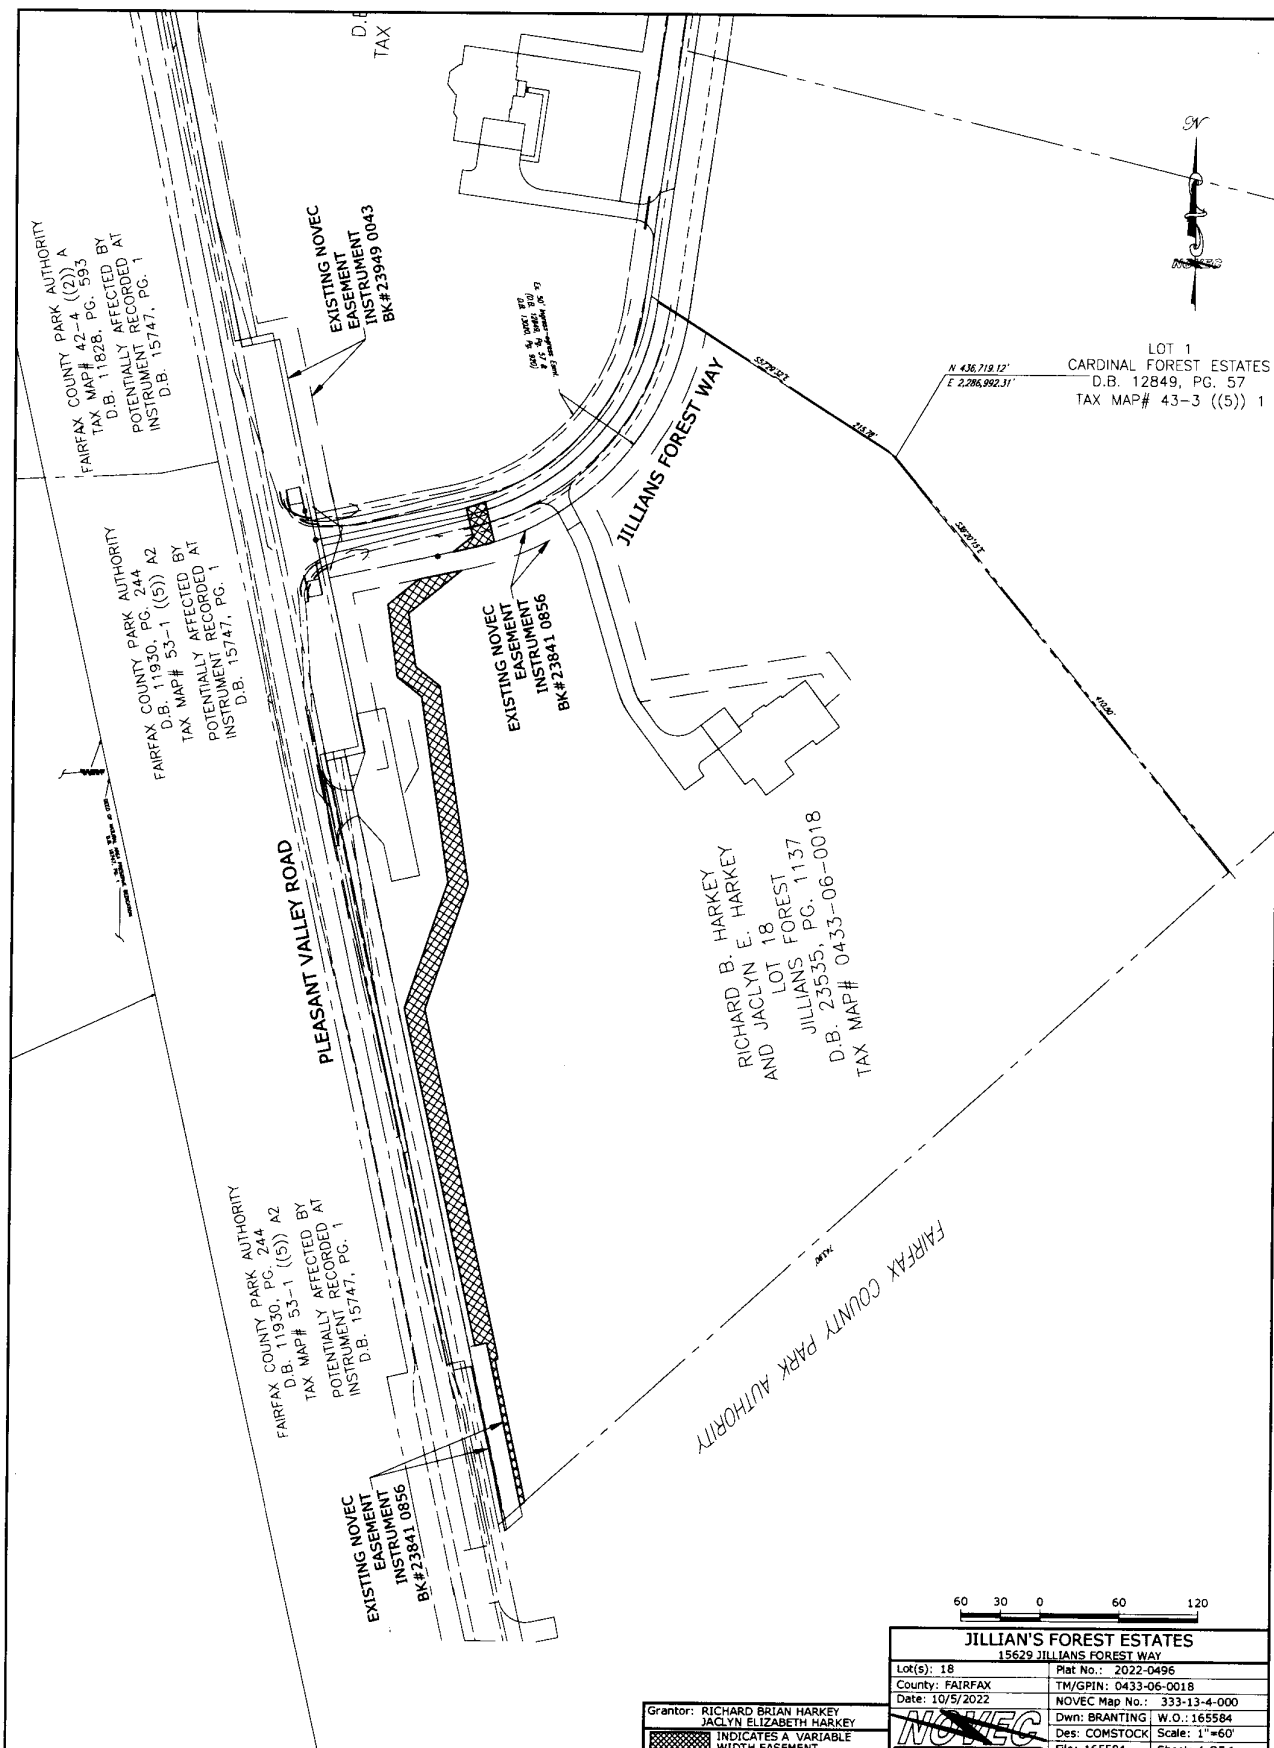 D.B
TAX
N
NOVEC
FAIRFAX COUNTY PARK AUTHORITY
TAX MAP# 42-4 ((2)) A
D.B. 11828, PG. 593
POTENTIALLY AFFECTED BY
INSTRUMENT RECORDED AT
D.B. 15747, PG. 1
EXISTING NOVEC
EASEMENT
INSTRUMENT
BK#23949 0043
LOT 1
CARDINAL FOREST ESTATES
D.B. 12849, PG. 57
TAX MAP# 43-3 ((5)) 1
N 436,719.12'
E 2,286,992.31'
215.78'
JILLIANS FOREST WAY
FAIRFAX COUNTY PARK AUTHORITY
D.B. 11930, PG. 244
TAX MAP# 53-1 ((5)) A2
POTENTIALLY AFFECTED BY
INSTRUMENT RECORDED AT
D.B. 15747, PG. 1
EXISTING NOVEC
EASEMENT
INSTRUMENT
BK#23841 0856
410.90'
PLEASANT VALLEY ROAD
RICHARD B. HARKEY
AND JACLYN E. HARKEY
LOT 18
JILLIANS FOREST
D.B. 23535, PG. 1137
TAX MAP# 0433-06-0018
FAIRFAX COUNTY PARK AUTHORITY
D.B. 11930, PG. 244
TAX MAP# 53-1 ((5)) A2
POTENTIALLY AFFECTED BY
INSTRUMENT RECORDED AT
D.B. 15747, PG. 1
FAIRFAX COUNTY PARK AUTHORITY
EXISTING NOVEC
EASEMENT
INSTRUMENT
BK#23841 0856
60 30 0 60 120
JILLIAN'S FOREST ESTATES
15629 JILLIANS FOREST WAY
Lot(s): 18 Plat No.: 2022-0496
County: FAIRFAX TM/GPIN: 0433-06-0018
Date: 10/5/2022 NOVEC Map No.: 333-13-4-000
NOVEC Dwn: BRANTING W.O.: 165584
Des: COMSTOCK Scale: 1"=60'
Grantor: RICHARD BRIAN HARKEY
JACLYN ELIZABETH HARKEY
INDICATES A VARIABLE
WIDTH EASEMENT